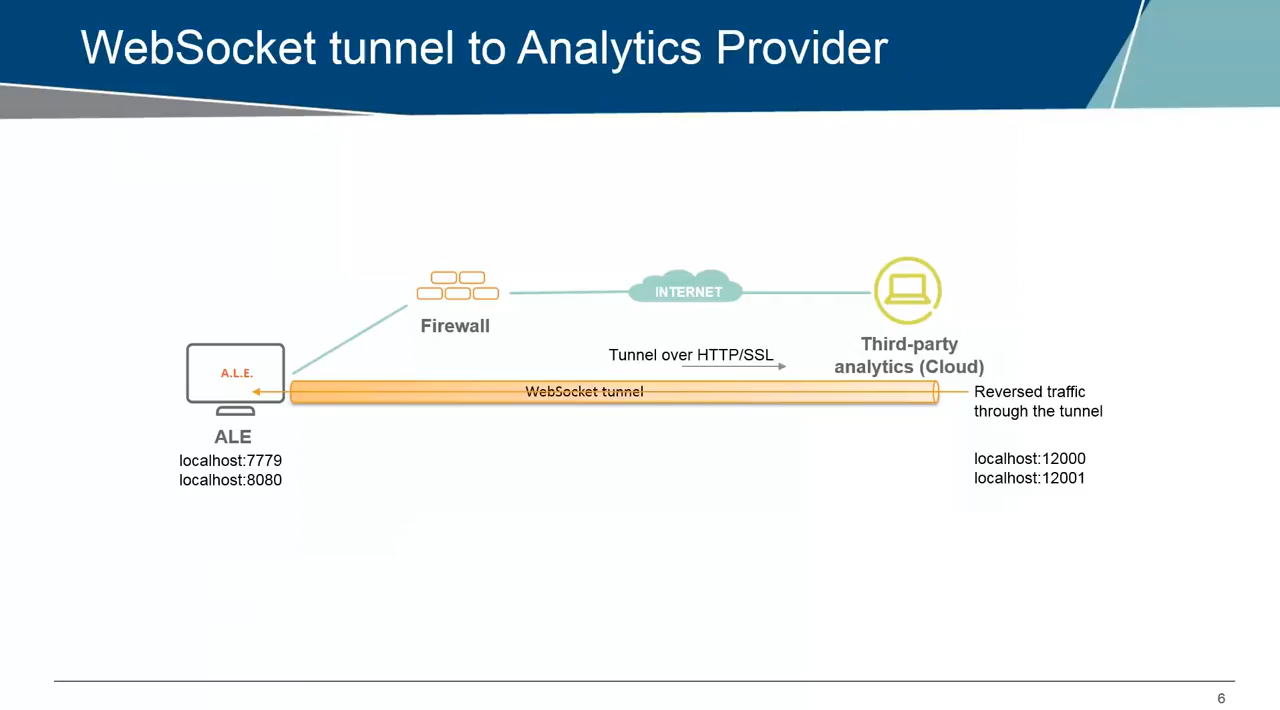 WebSocket tunnel to Analytics Provider
INTERNET
Firewall
Third-party
analytics (Cloud)
Tunnel over HTTP/SSL
A.L.E.
WebSocket tunnel
Reversed traffic
through the tunnel
ALE
localhost:7779
localhost:8080
localhost:12000
localhost:12001
6